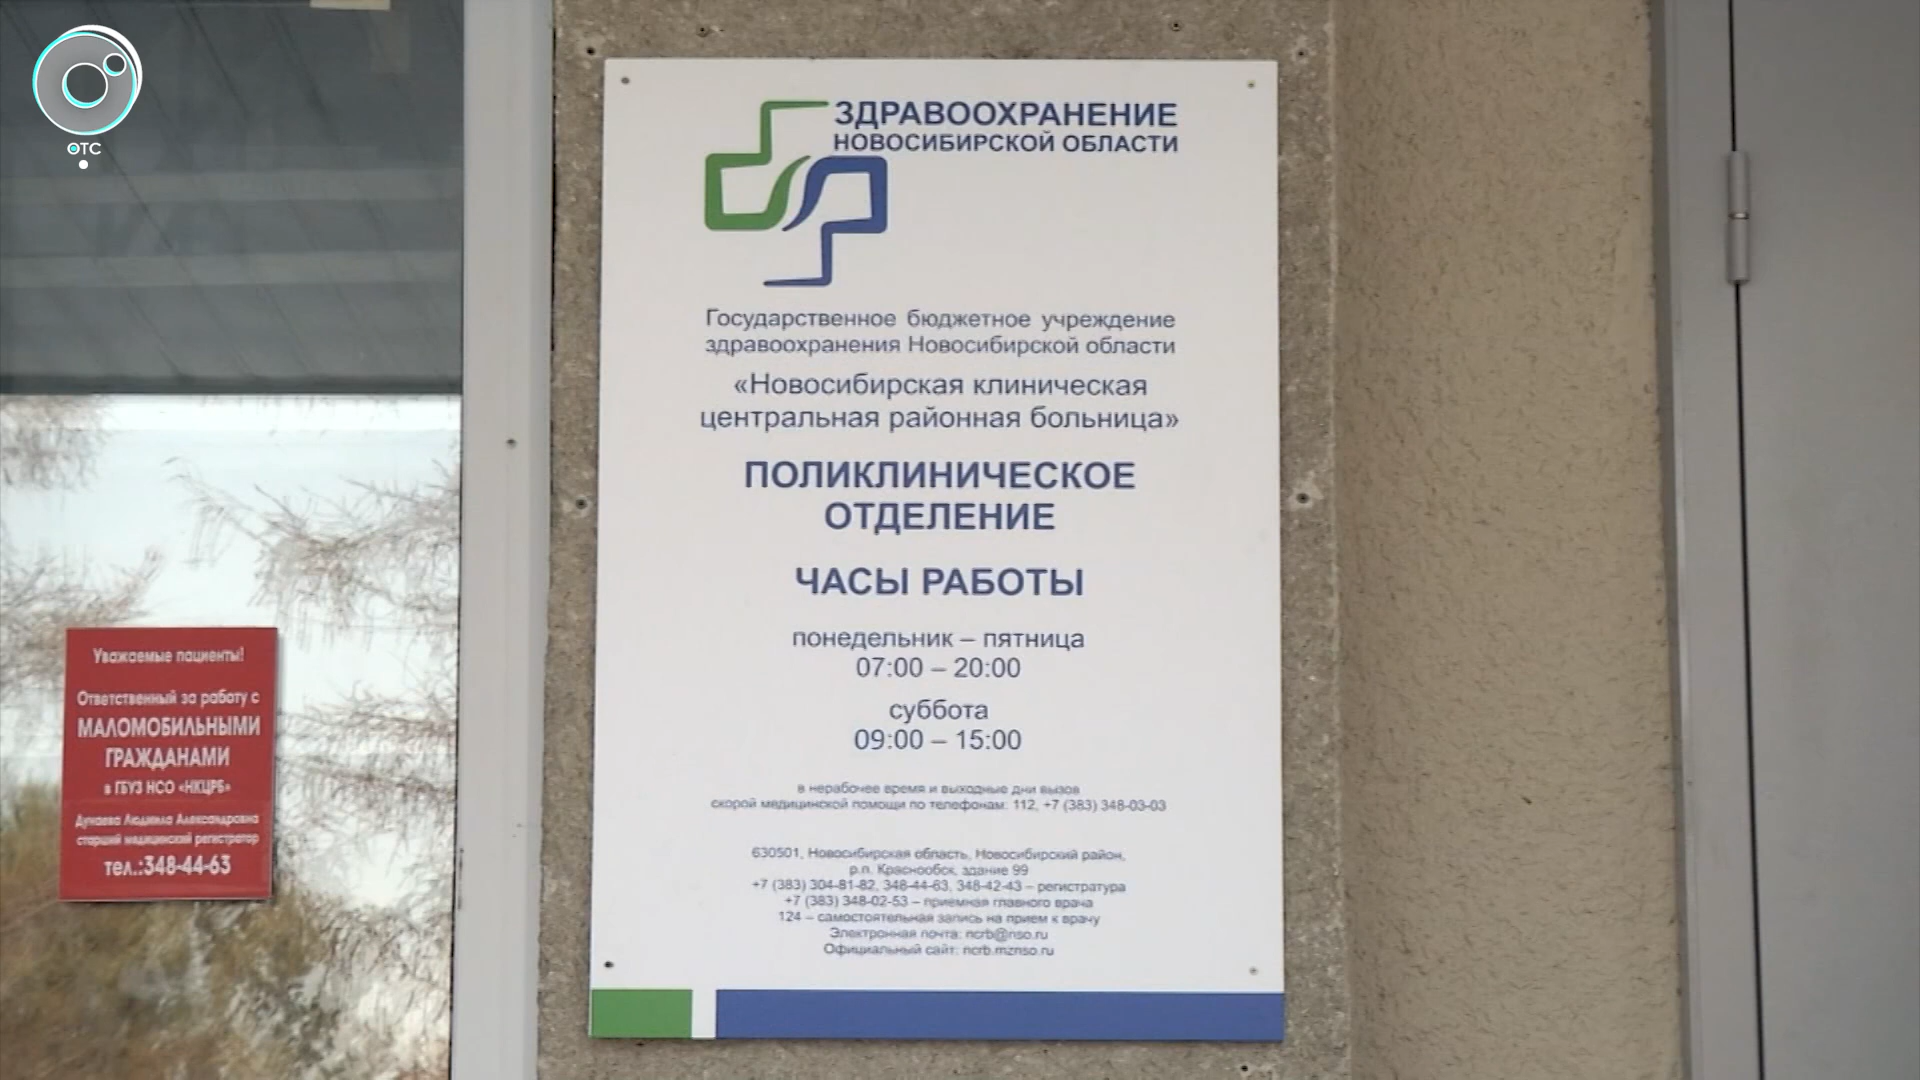 ОТС
ЗДРАВООХРАНЕНИЕ
НОВОСИБИРСКОЙ ОБЛАСТИ
Государственное бюджетное учреждение
здравоохранения Новосибирской области
«Новосибирская клиническая
центральная районная больница»
ПОЛИКЛИНИЧЕСКОЕ
ОТДЕЛЕНИЕ
ЧАСЫ РАБОТЫ
понедельник – пятница
07:00 – 20:00
суббота
09:00 – 15:00
в нерабочее время и выходные дни вызов
скорой медицинской помощи по телефонам: 112, +7 (383) 348-03-03
630501, Новосибирская область, Новосибирский район,
р.п. Краснообск, здание 99
+7 (383) 304-81-82, 348-44-63, 348-42-43 – регистратура
+7 (383) 348-02-53 – приемная главного врача
124 – самостоятельная запись на прием к врачу
Электронная почта: ncrb@nso.ru
Официальный сайт: ncrb.mznso.ru
Уважаемые пациенты!
Ответственный за работу с
МАЛОМОБИЛЬНЫМИ
ГРАЖДАНАМИ
в ГБУЗ НСО «НКЦРБ»
Дунаева Людмила Александровна
старший медицинский регистратор
тел.:348-44-63